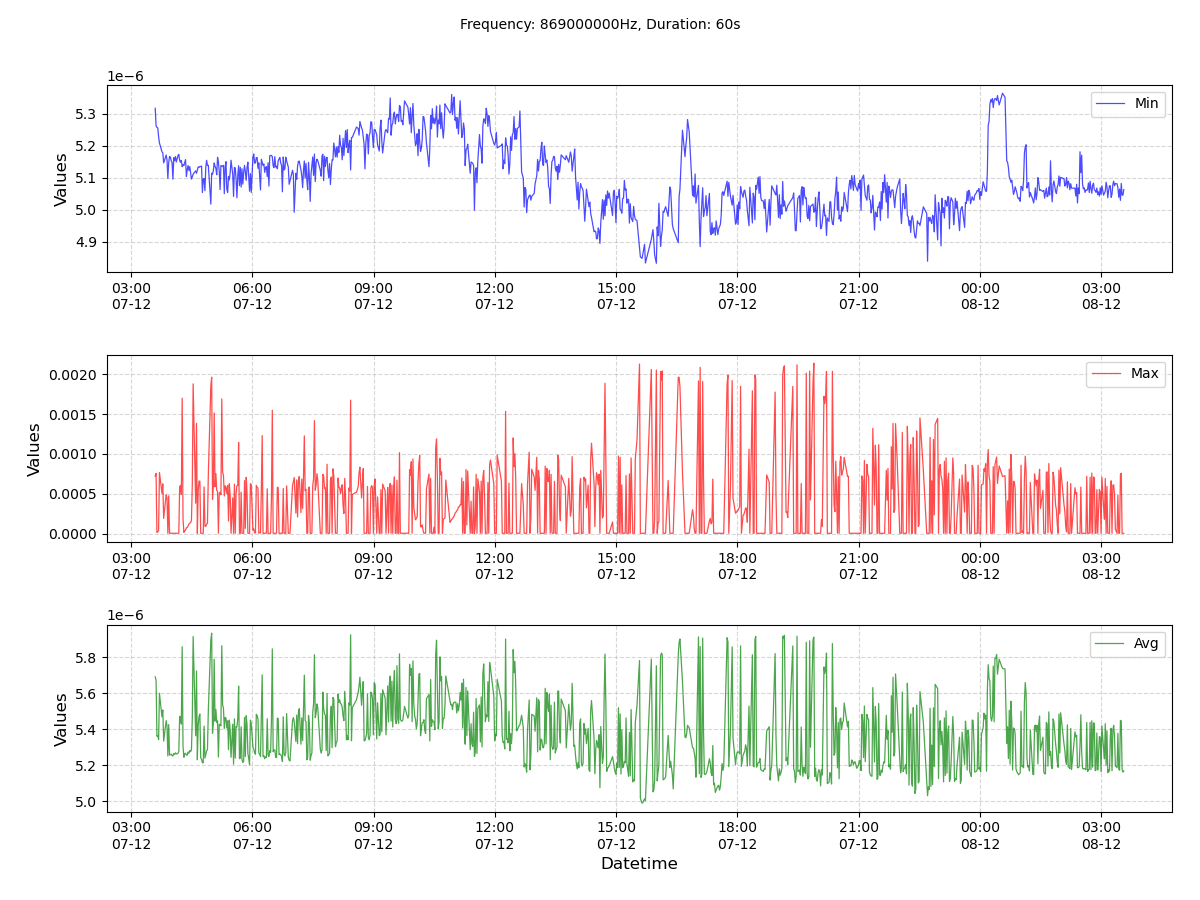 Frequency: 869000000Hz, Duration: 60s
1e−6
Values
5.3
5.2
5.1
5.0
4.9
Min
03:00 06:00 09:00 12:00 15:00 18:00 21:00 00:00 03:00
07-12 07-12 07-12 07-12 07-12 07-12 07-12 08-12 08-12
Values
0.0020
0.0015
0.0010
0.0005
0.0000
Max
03:00 06:00 09:00 12:00 15:00 18:00 21:00 00:00 03:00
07-12 07-12 07-12 07-12 07-12 07-12 07-12 08-12 08-12
1e−6
Values
5.8
5.6
5.4
5.2
5.0
Avg
03:00 06:00 09:00 12:00 15:00 18:00 21:00 00:00 03:00
07-12 07-12 07-12 07-12 07-12 07-12 07-12 08-12 08-12
Datetime